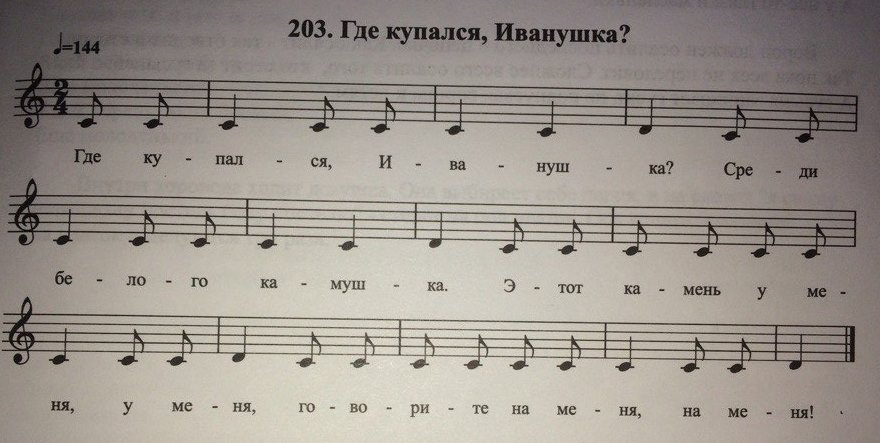 203. Где купался, Иванушка?
♩=144
Где ку - пал - ся, И - ва - нуш - ка? Сре - ди
бе - ло - го ка - муш - ка. Э - тот ка - мень у ме -
ня, у ме - ня, го - во - ри - те на ме - ня, на ме - ня!